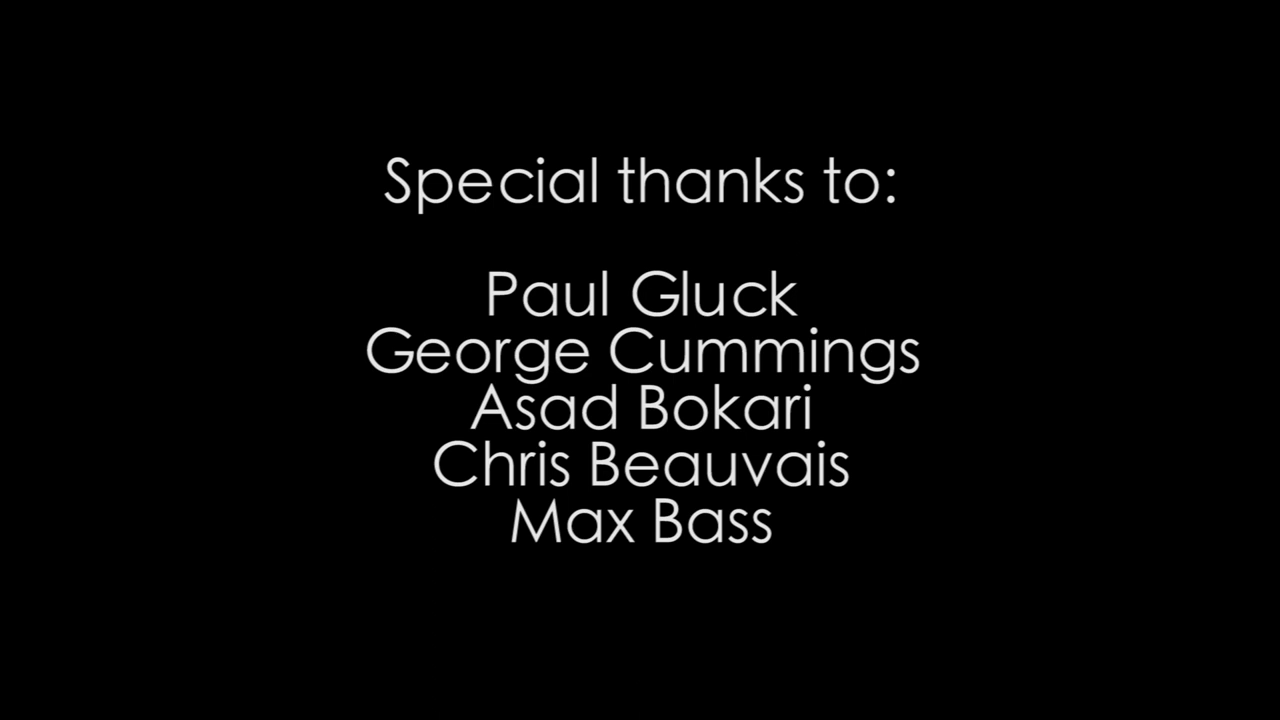 Special thanks to:
Paul Gluck
George Cummings
Asad Bokari
Chris Beauvais
Max Bass